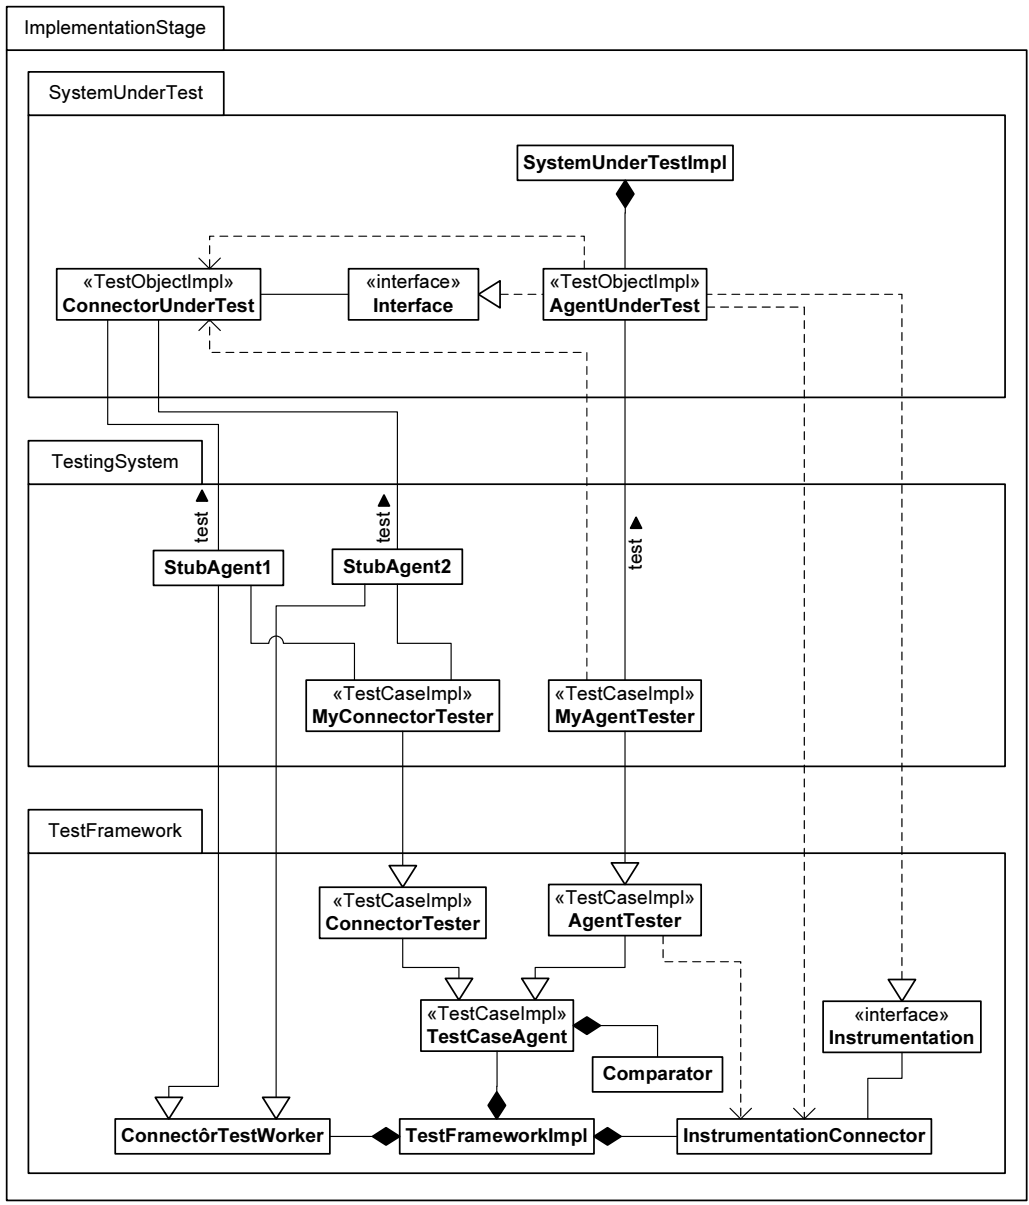 ImplementationStage
SystemUnderTest
SystemUnderTestImpl
«TestObjectImpl»
ConnectorUnderTest
«interface»
Interface
«TestObjectImpl»
AgentUnderTest
TestingSystem
test ▲
test ▲
test ▲
StubAgent1
StubAgent2
«TestCaseImpl»
MyConnectorTester
«TestCaseImpl»
MyAgentTester
TestFramework
«TestCaseImpl»
ConnectorTester
«TestCaseImpl»
AgentTester
«TestCaseImpl»
TestCaseAgent
«interface»
Instrumentation
Comparator
ConnectôrTestWorker
TestFrameworkImpl
InstrumentationConnector